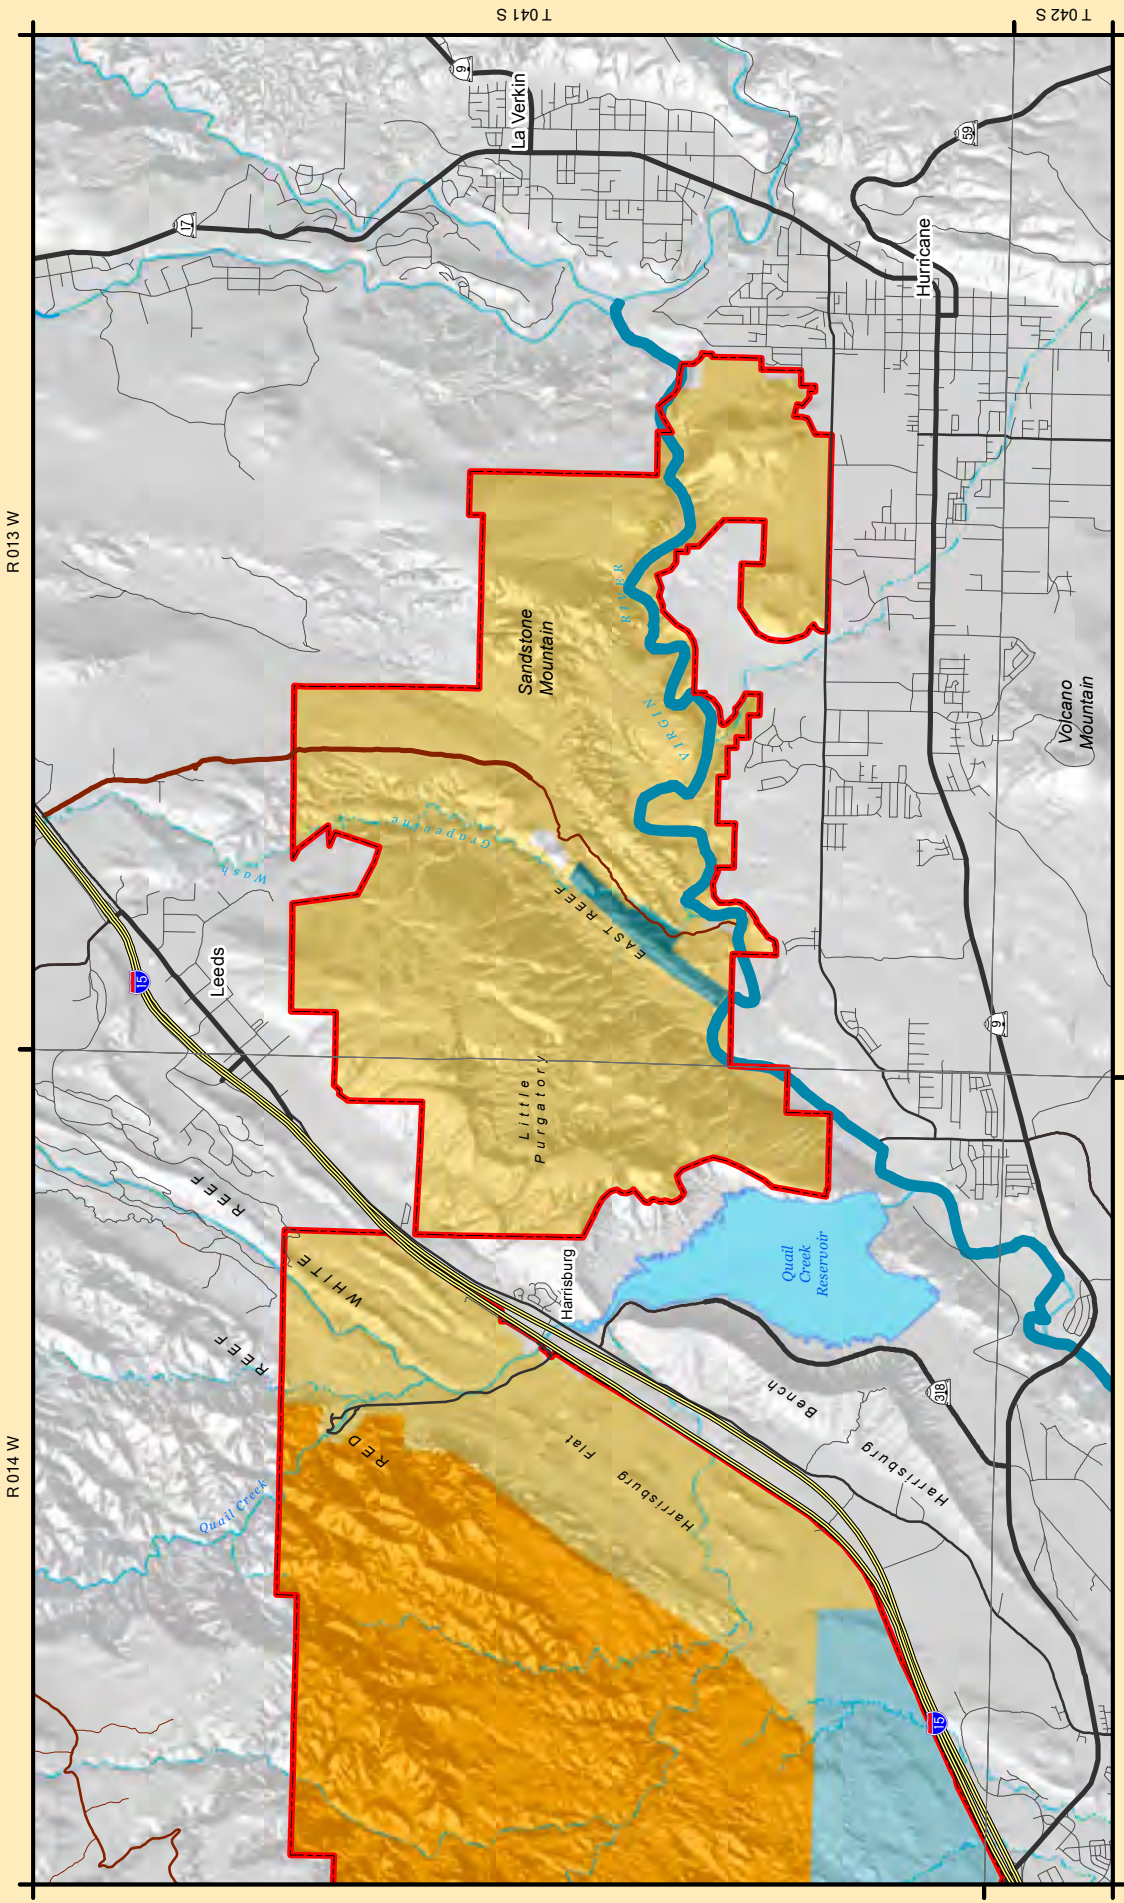 T 041 S
T 042 S
9
La Verkin
59
17
Hurricane
R 013 W
RIVER
Sandstone
Mountain
VIRGIN
Volcano
Mountain
Grapevine
Wash
EAST REEF
Leeds
15
9
Little
Purgatory
REEF
WHITE
Quail
Creek
Reservoir
Harrisburg
REEF
RED
318
Bench
Harrisburg
Flat
Harrisburg
R 014 W
Quail Creek
15